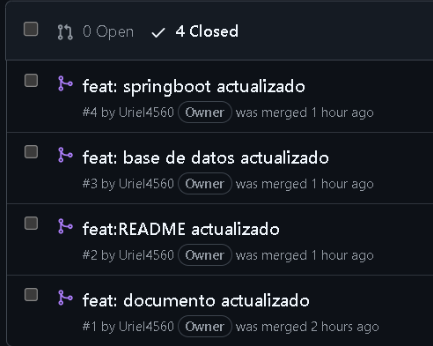 0 Open 4 Closed
feat: springboot actualizado
#4 by Uriel4560 Owner was merged 1 hour ago
feat: base de datos actualizado
#3 by Uriel4560 Owner was merged 1 hour ago
feat:README actualizado
#2 by Uriel4560 Owner was merged 1 hour ago
feat: documento actualizado
#1 by Uriel4560 Owner was merged 2 hours ago